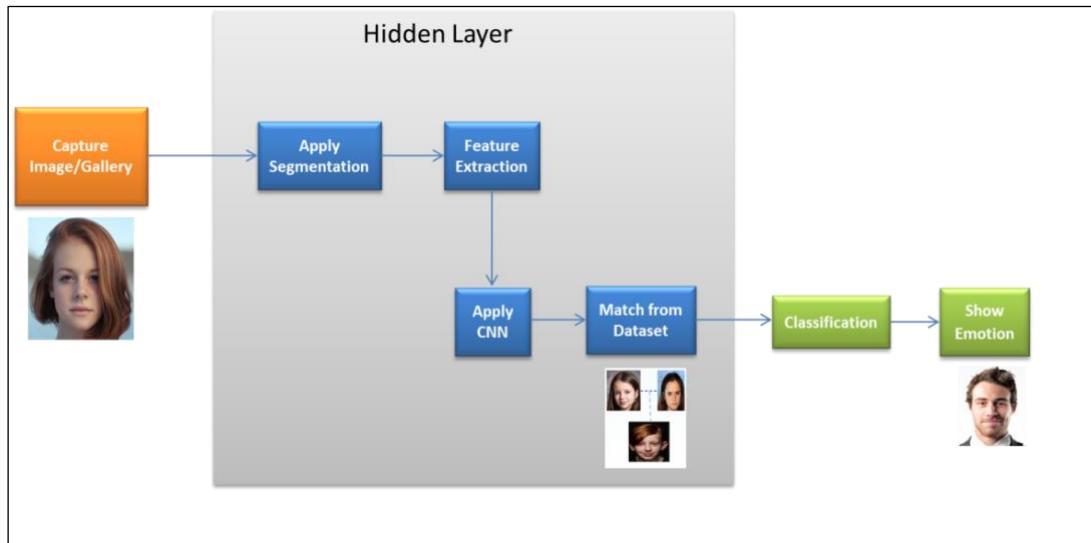 Hidden Layer
Capture
Image/Gallery
Apply
Segmentation
Feature
Extraction
Apply
CNN
Match from
Dataset
Classification
Show
Emotion